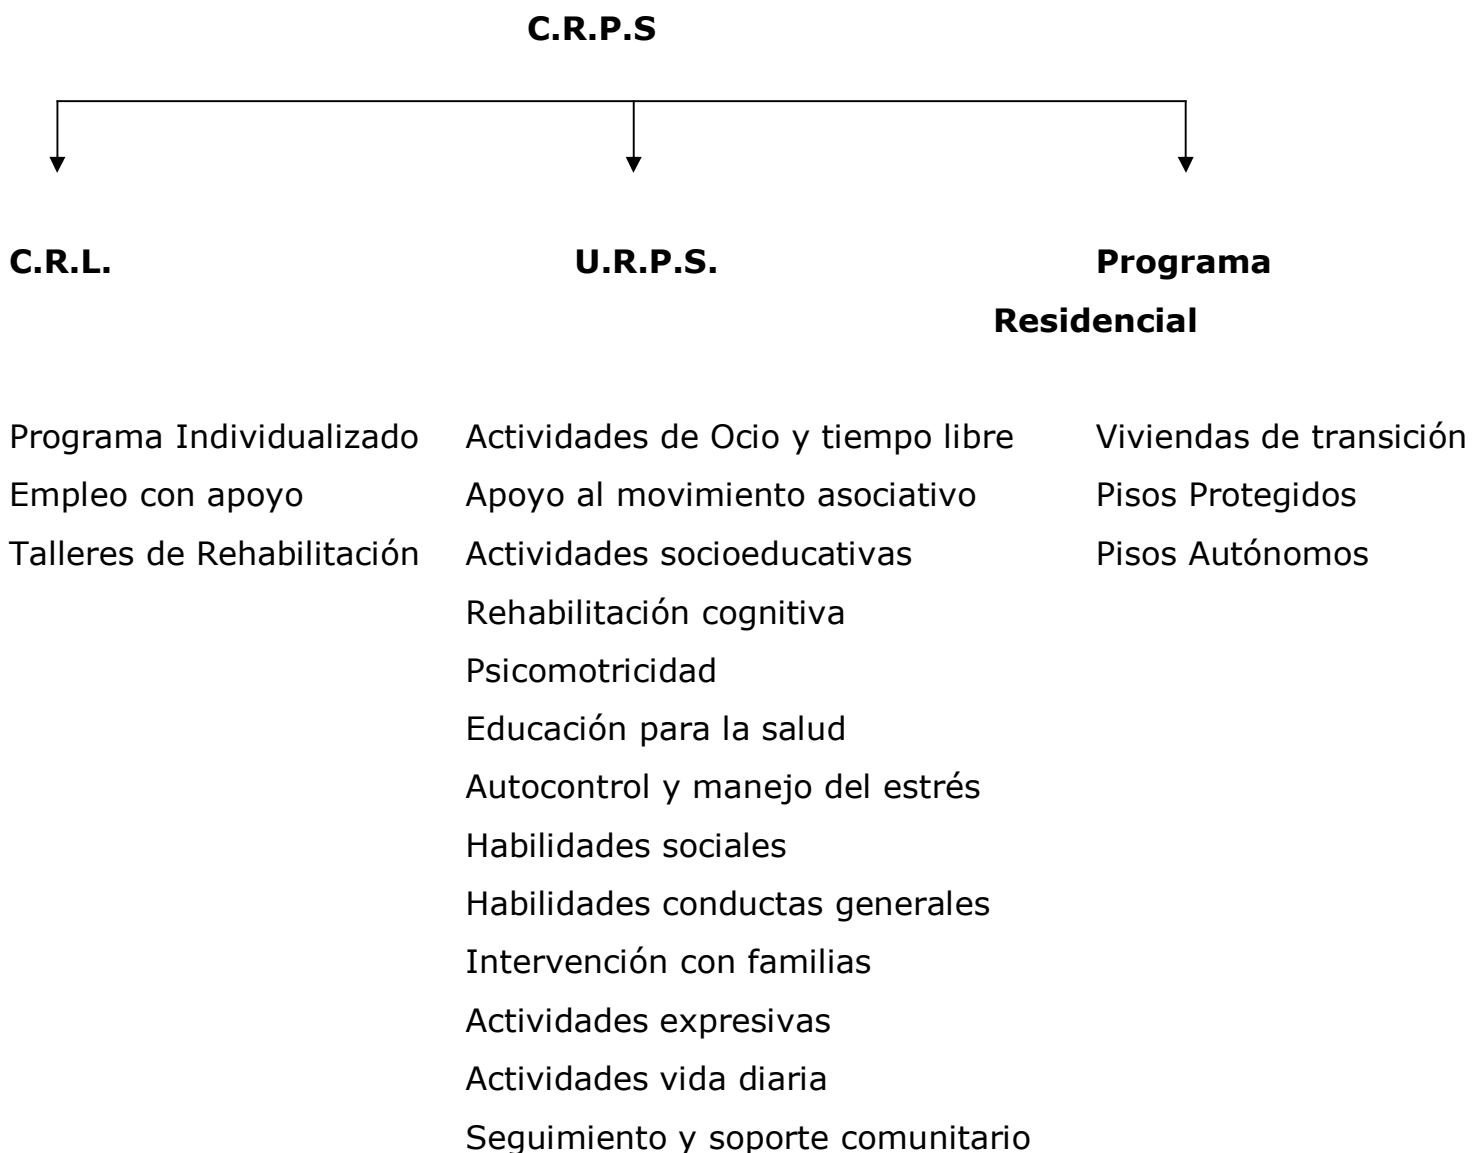 C.R.P.S
C.R.L.
U.R.P.S.
Programa
Residencial
Programa Individualizado
Empleo con apoyo
Talleres de Rehabilitación
Actividades de Ocio y tiempo libre
Apoyo al movimiento asociativo
Actividades socioeducativas
Rehabilitación cognitiva
Psicomotricidad
Educación para la salud
Autocontrol y manejo del estrés
Habilidades sociales
Habilidades conductas generales
Intervención con familias
Actividades expresivas
Actividades vida diaria
Seguimiento y soporte comunitario
Viviendas de transición
Pisos Protegidos
Pisos Autónomos